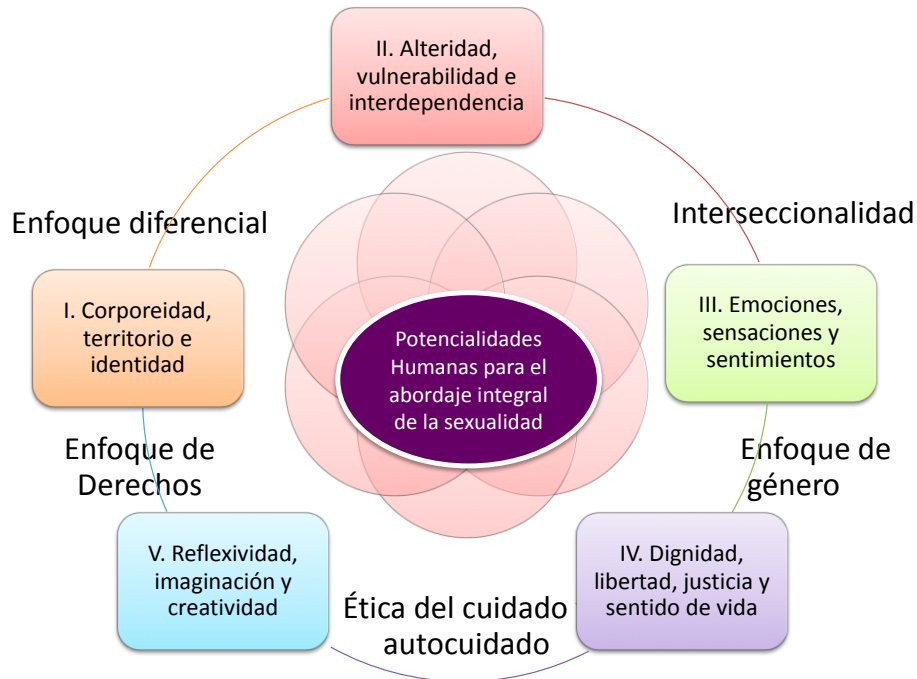 II. Alteridad,
vulnerabilidad e
interdependencia
Enfoque diferencial
Interseccionalidad
I. Corporeidad,
territorio e
identidad
Potencialidades
Humanas para el
abordaje integral
de la sexualidad
III. Emociones,
sensaciones y
sentimientos
Enfoque de
Derechos
Enfoque de
género
V. Reflexividad,
imaginación y
creatividad
Ética del cuidado
autocuidado
IV. Dignidad,
libertad, justicia y
sentido de vida